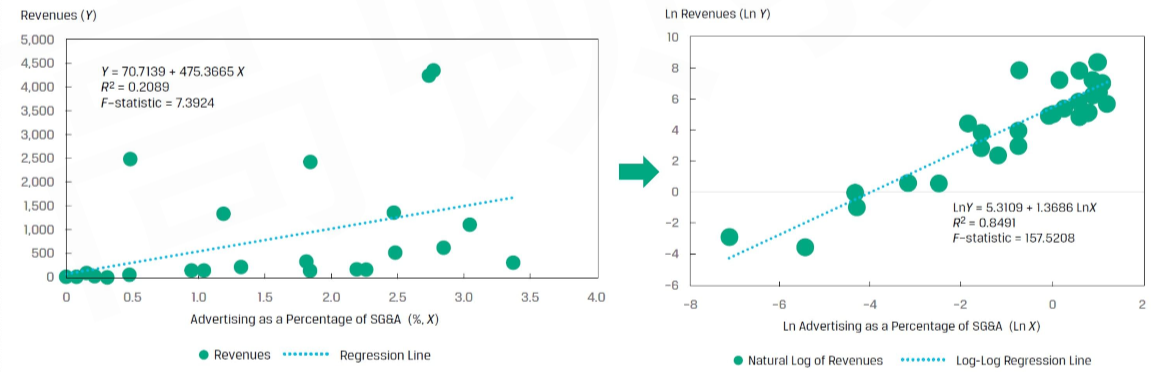 Revenues (Y)
5,000
4,500
4,000
3,500
3,000
2,500
2,000
1,500
1,000
500
0
Y = 70.7139 + 475.3665 X
R² = 0.2089
F-statistic = 7.3924
0 0.5 1.0 1.5 2.0 2.5 3.0 3.5 4.0
Advertising as a Percentage of SG&A (%, X)
Revenues Regression Line
Ln Revenues (Ln Y)
10
8
6
4
2
0
−2
−4
−6
LnY = 5.3109 + 1.3686 LnX
R² = 0.8491
F-statistic = 157.5208
−8 −6 −4 −2 0 2
Ln Advertising as a Percentage of SG&A (Ln X)
Natural Log of Revenues Log-Log Regression Line